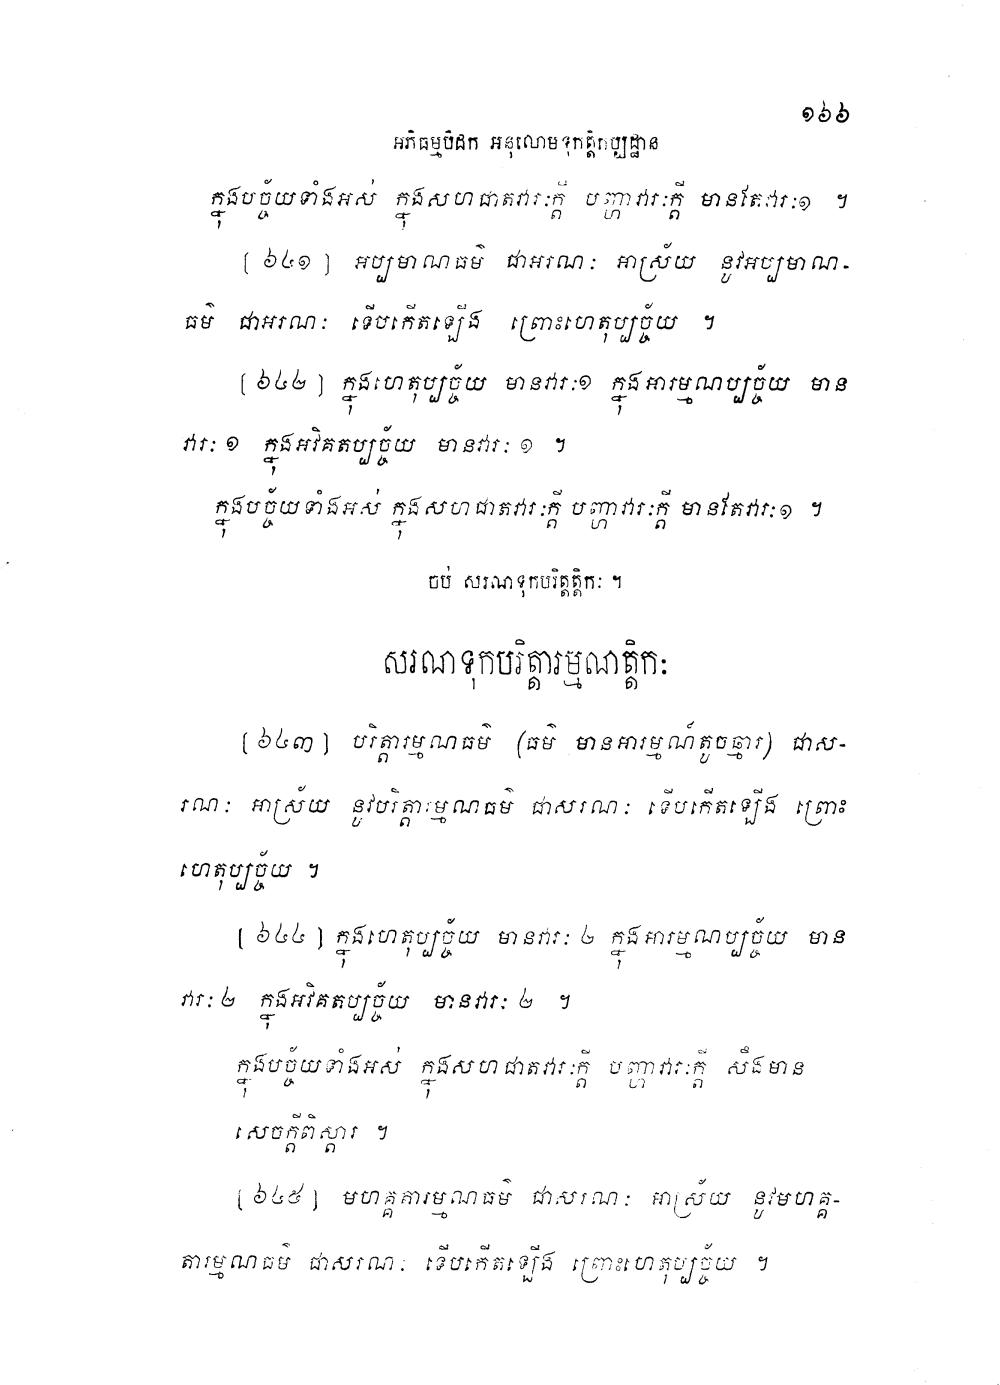 ១៦៦
អភិធម្មបិដក អនុលោមទុកត្តិកប្បដ្ឋាន
ក្នុងបច្ច័យទាំងអស់ ក្នុងសហជាតវារៈក្តី បញ្ហាវារៈក្តី មានតែវារៈ១ ។
[ ៦៤១ ] អប្បមាណធម៌ ជាអរណៈ អាស្រ័យ នូវអប្បមាណ-
ធម៌ ជាអរណៈ ទើបកើតឡើង ព្រោះហេតុប្បច្ច័យ ។
[ ៦៤២ ] ក្នុងហេតុប្បច្ច័យ មានវារៈ១ ក្នុងអារម្មណប្បច្ច័យ មាន
វារៈ ១ ក្នុងអវិគតប្បច្ច័យ មានវារៈ ១ ។
ក្នុងបច្ច័យទាំងអស់ ក្នុងសហជាតវារៈក្តី បញ្ហាវារៈក្តី មានតែវារៈ១ ។
ចប់ សរណទុកបរិត្តត្តិកៈ ។
សរណទុកបរិត្តារម្មណត្តិកៈ
[ ៦៤៣ ] បរិត្តារម្មណធម៌ (ធម៌ មានអារម្មណ៍តូចឆ្មារ) ជាស-
រណៈ អាស្រ័យ នូវបរិត្តារម្មណធម៌ ជាសរណៈ ទើបកើតឡើង ព្រោះ
ហេតុប្បច្ច័យ ។
[ ៦៤៤ ] ក្នុងហេតុប្បច្ច័យ មានវារៈ ២ ក្នុងអារម្មណប្បច្ច័យ មាន
វារៈ ២ ក្នុងអវិគតប្បច្ច័យ មានវារៈ ២ ។
ក្នុងបច្ច័យទាំងអស់ ក្នុងសហជាតវារៈក្តី បញ្ហាវារៈក្តី សឹងមាន
សេចក្តីពិស្តារ ។
[ ៦៤៥ ] មហគ្គតារម្មណធម៌ ជាសរណៈ អាស្រ័យ នូវមហគ្គ-
តារម្មណធម៌ ជាសរណៈ ទើបកើតឡើង ព្រោះហេតុប្បច្ច័យ ។